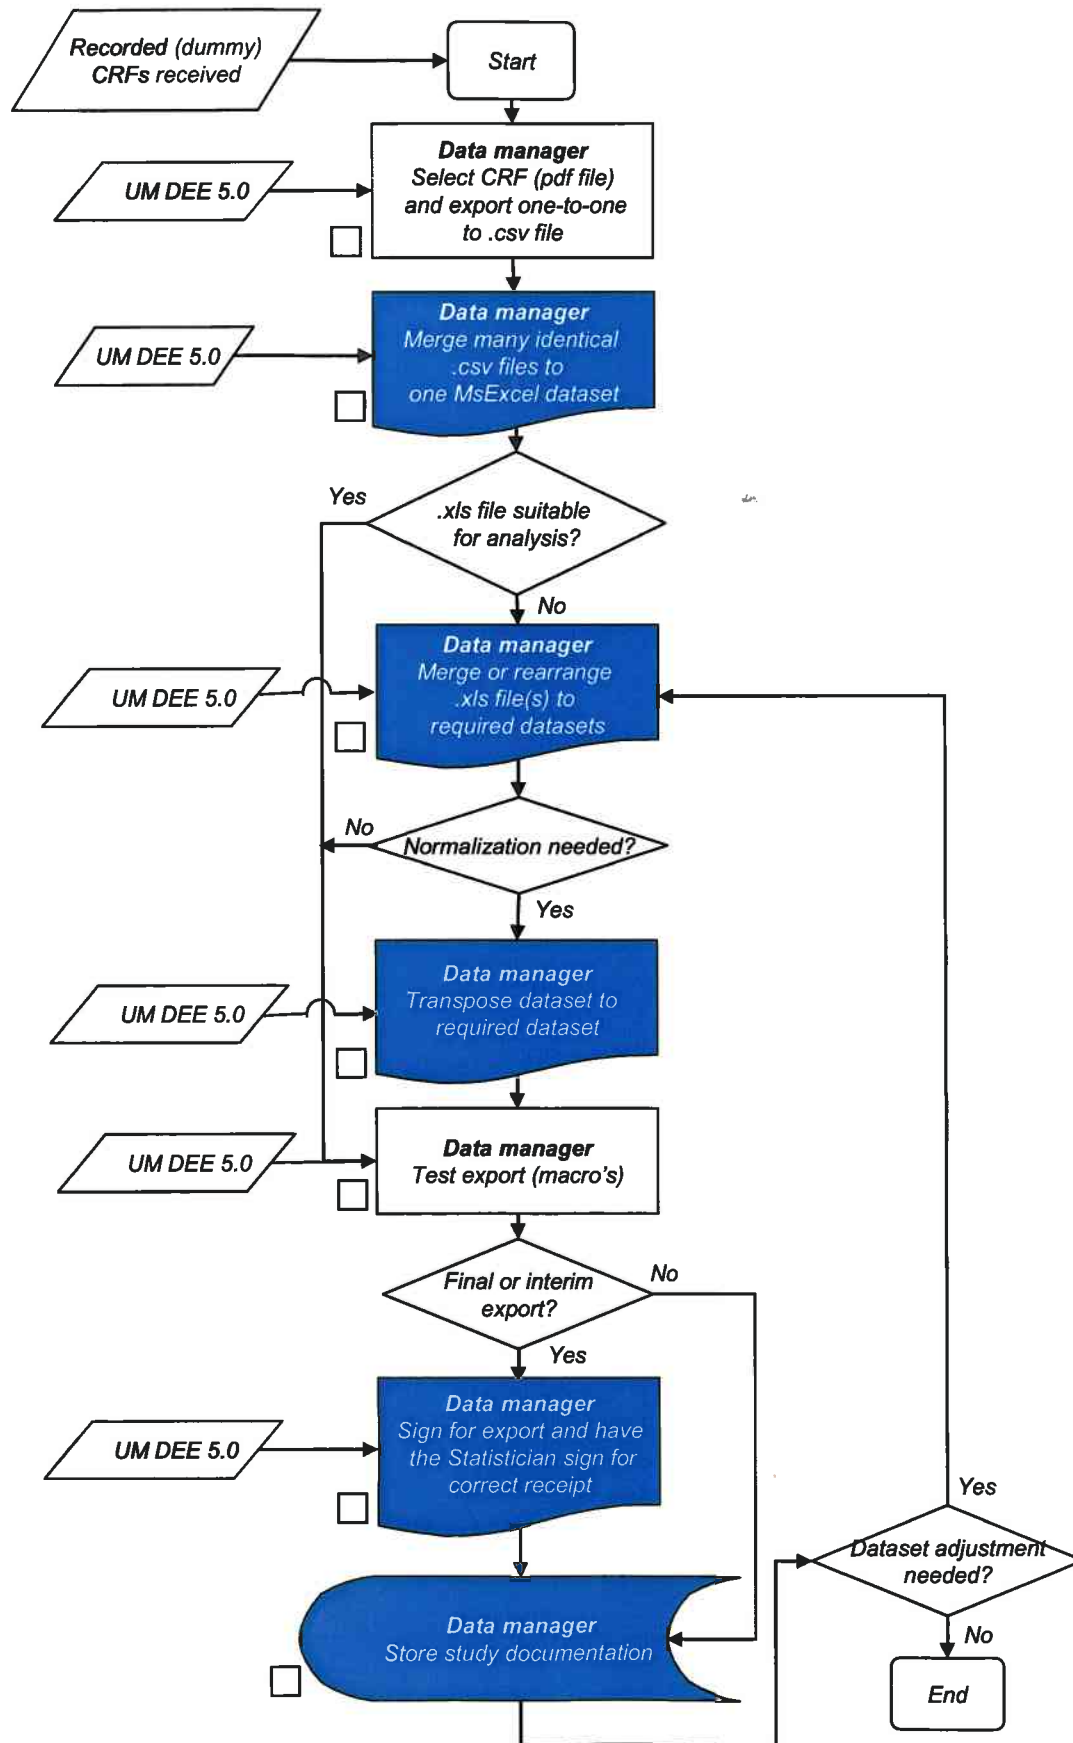 Recorded (dummy)
CRFs received
Start
Data manager
Select CRF (pdf file)
and export one-to-one
to .csv file
UM DEE 5.0
Data manager
Merge many identical
.csv files to
one MsExcel dataset
UM DEE 5.0
Yes
.xls file suitable
for analysis?
No
Data manager
Merge or rearrange
.xls file(s) to
required datasets
UM DEE 5.0
No
Normalization needed?
Yes
Data manager
Transpose dataset to
required dataset
UM DEE 5.0
Data manager
Test export (macro's)
UM DEE 5.0
Final or interim
export?
No
Yes
Data manager
Sign for export and have
the Statistician sign for
correct receipt
UM DEE 5.0
Yes
Dataset adjustment
needed?
No
Data manager
Store study documentation
End